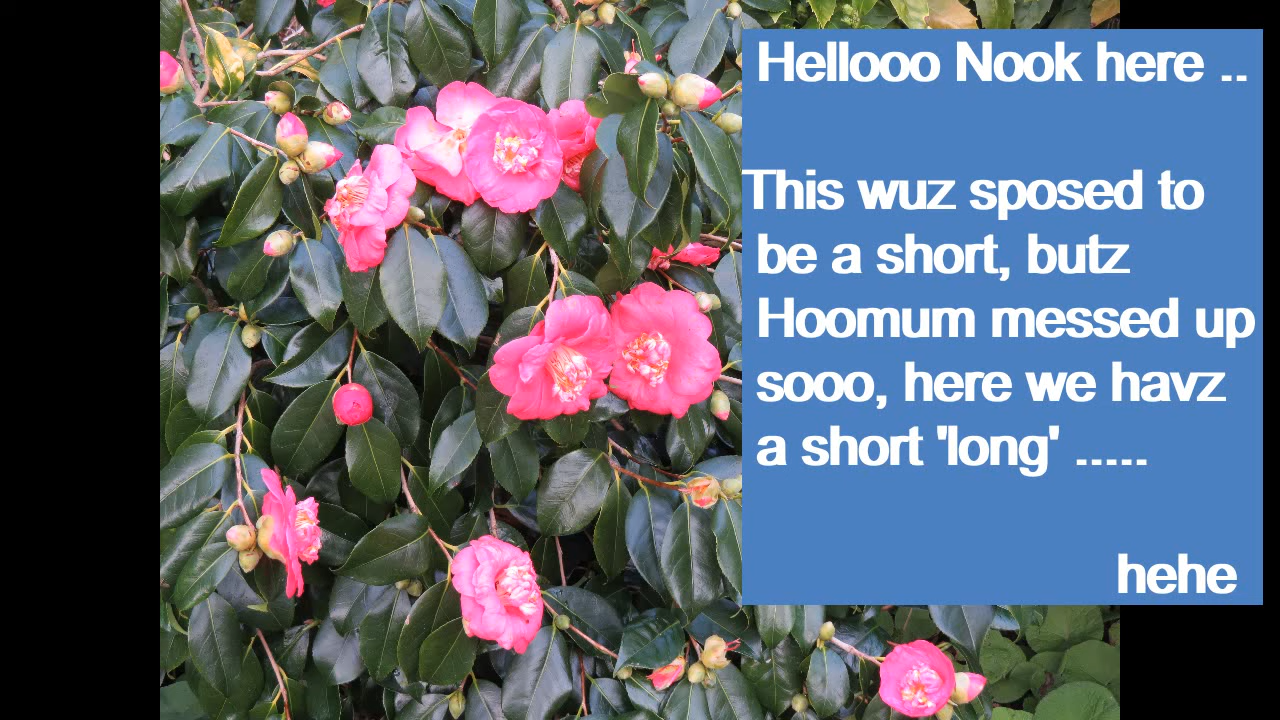 Hellooo Nook here ..
This wuz sposed to
be a short, butz
Hoomum messed up
sooo, here we havz
a short 'long' .....
hehe